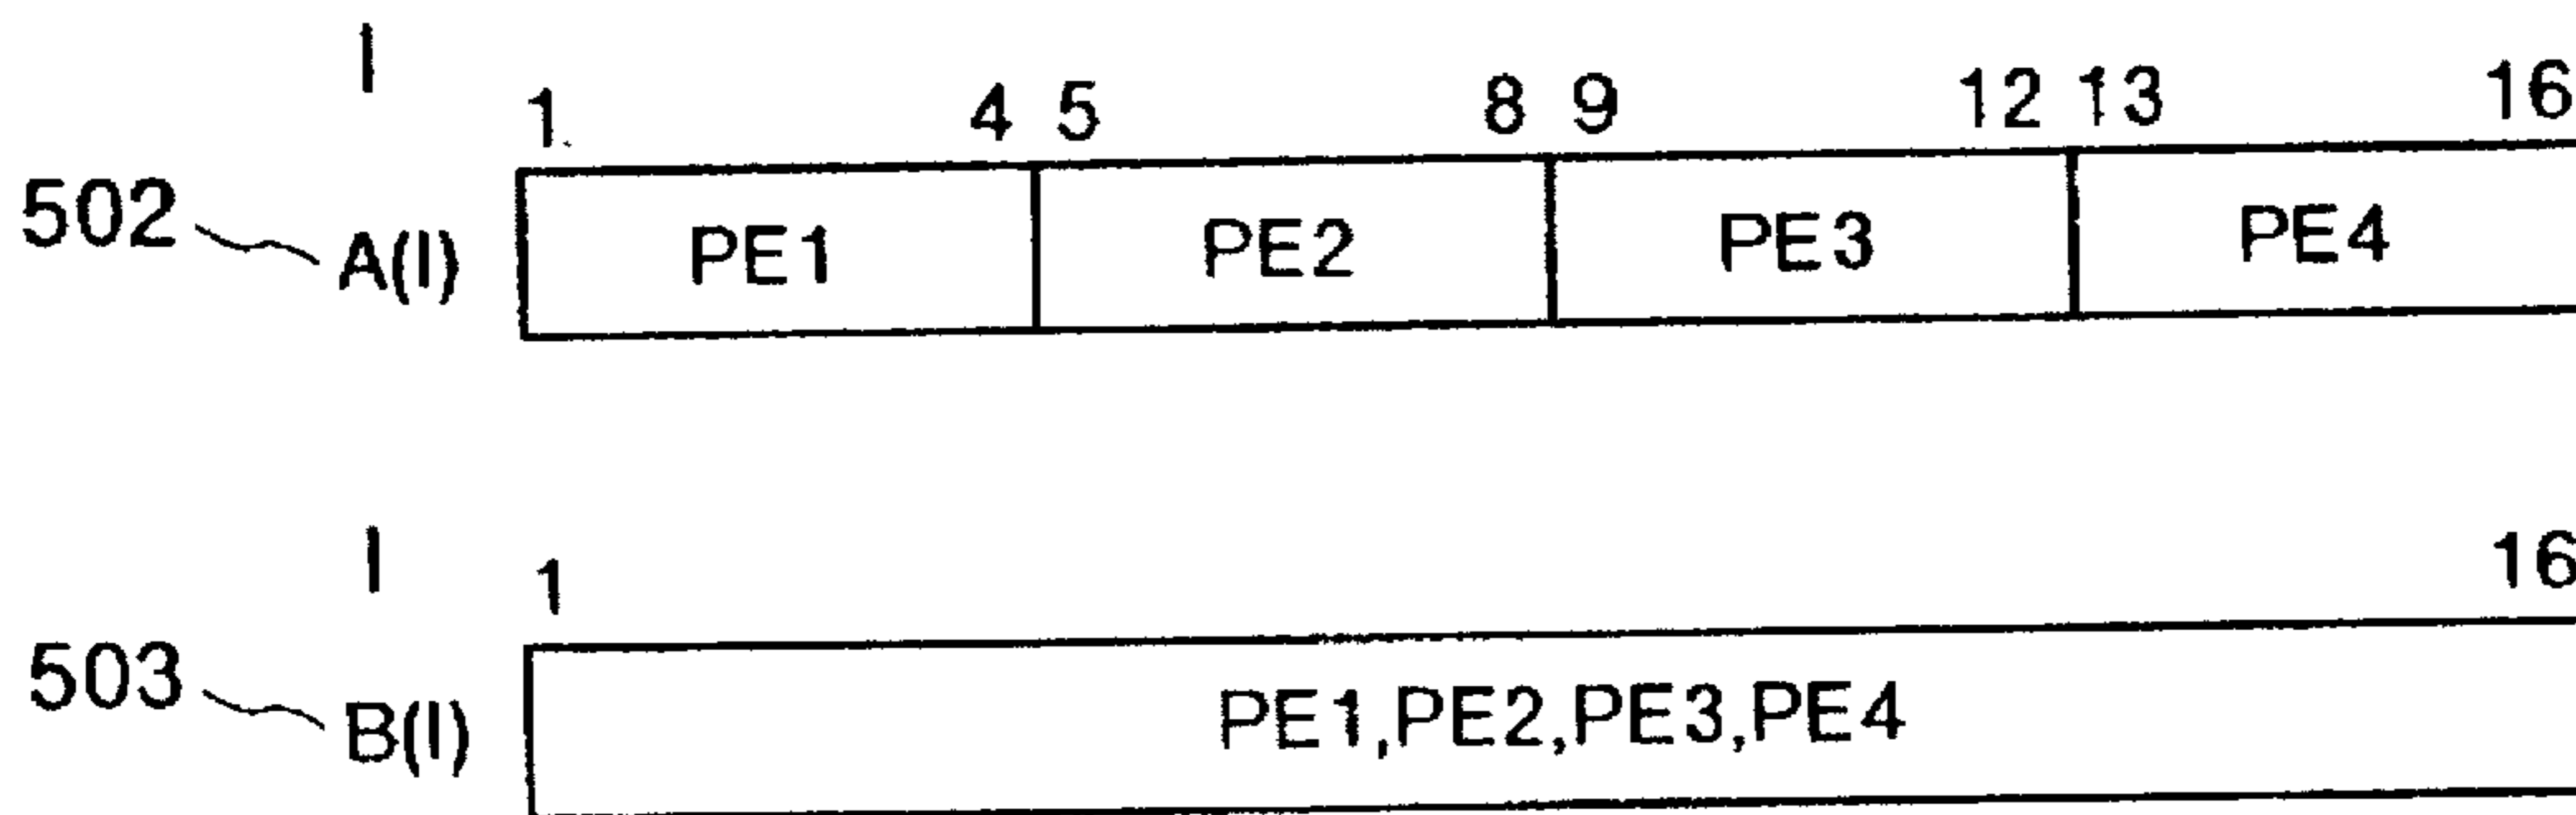 I 1 4 5 8 9 12 13 16
502 A(I) PE1 PE2 PE3 PE4
I 1 16
503 B(I) PE1,PE2,PE3,PE4